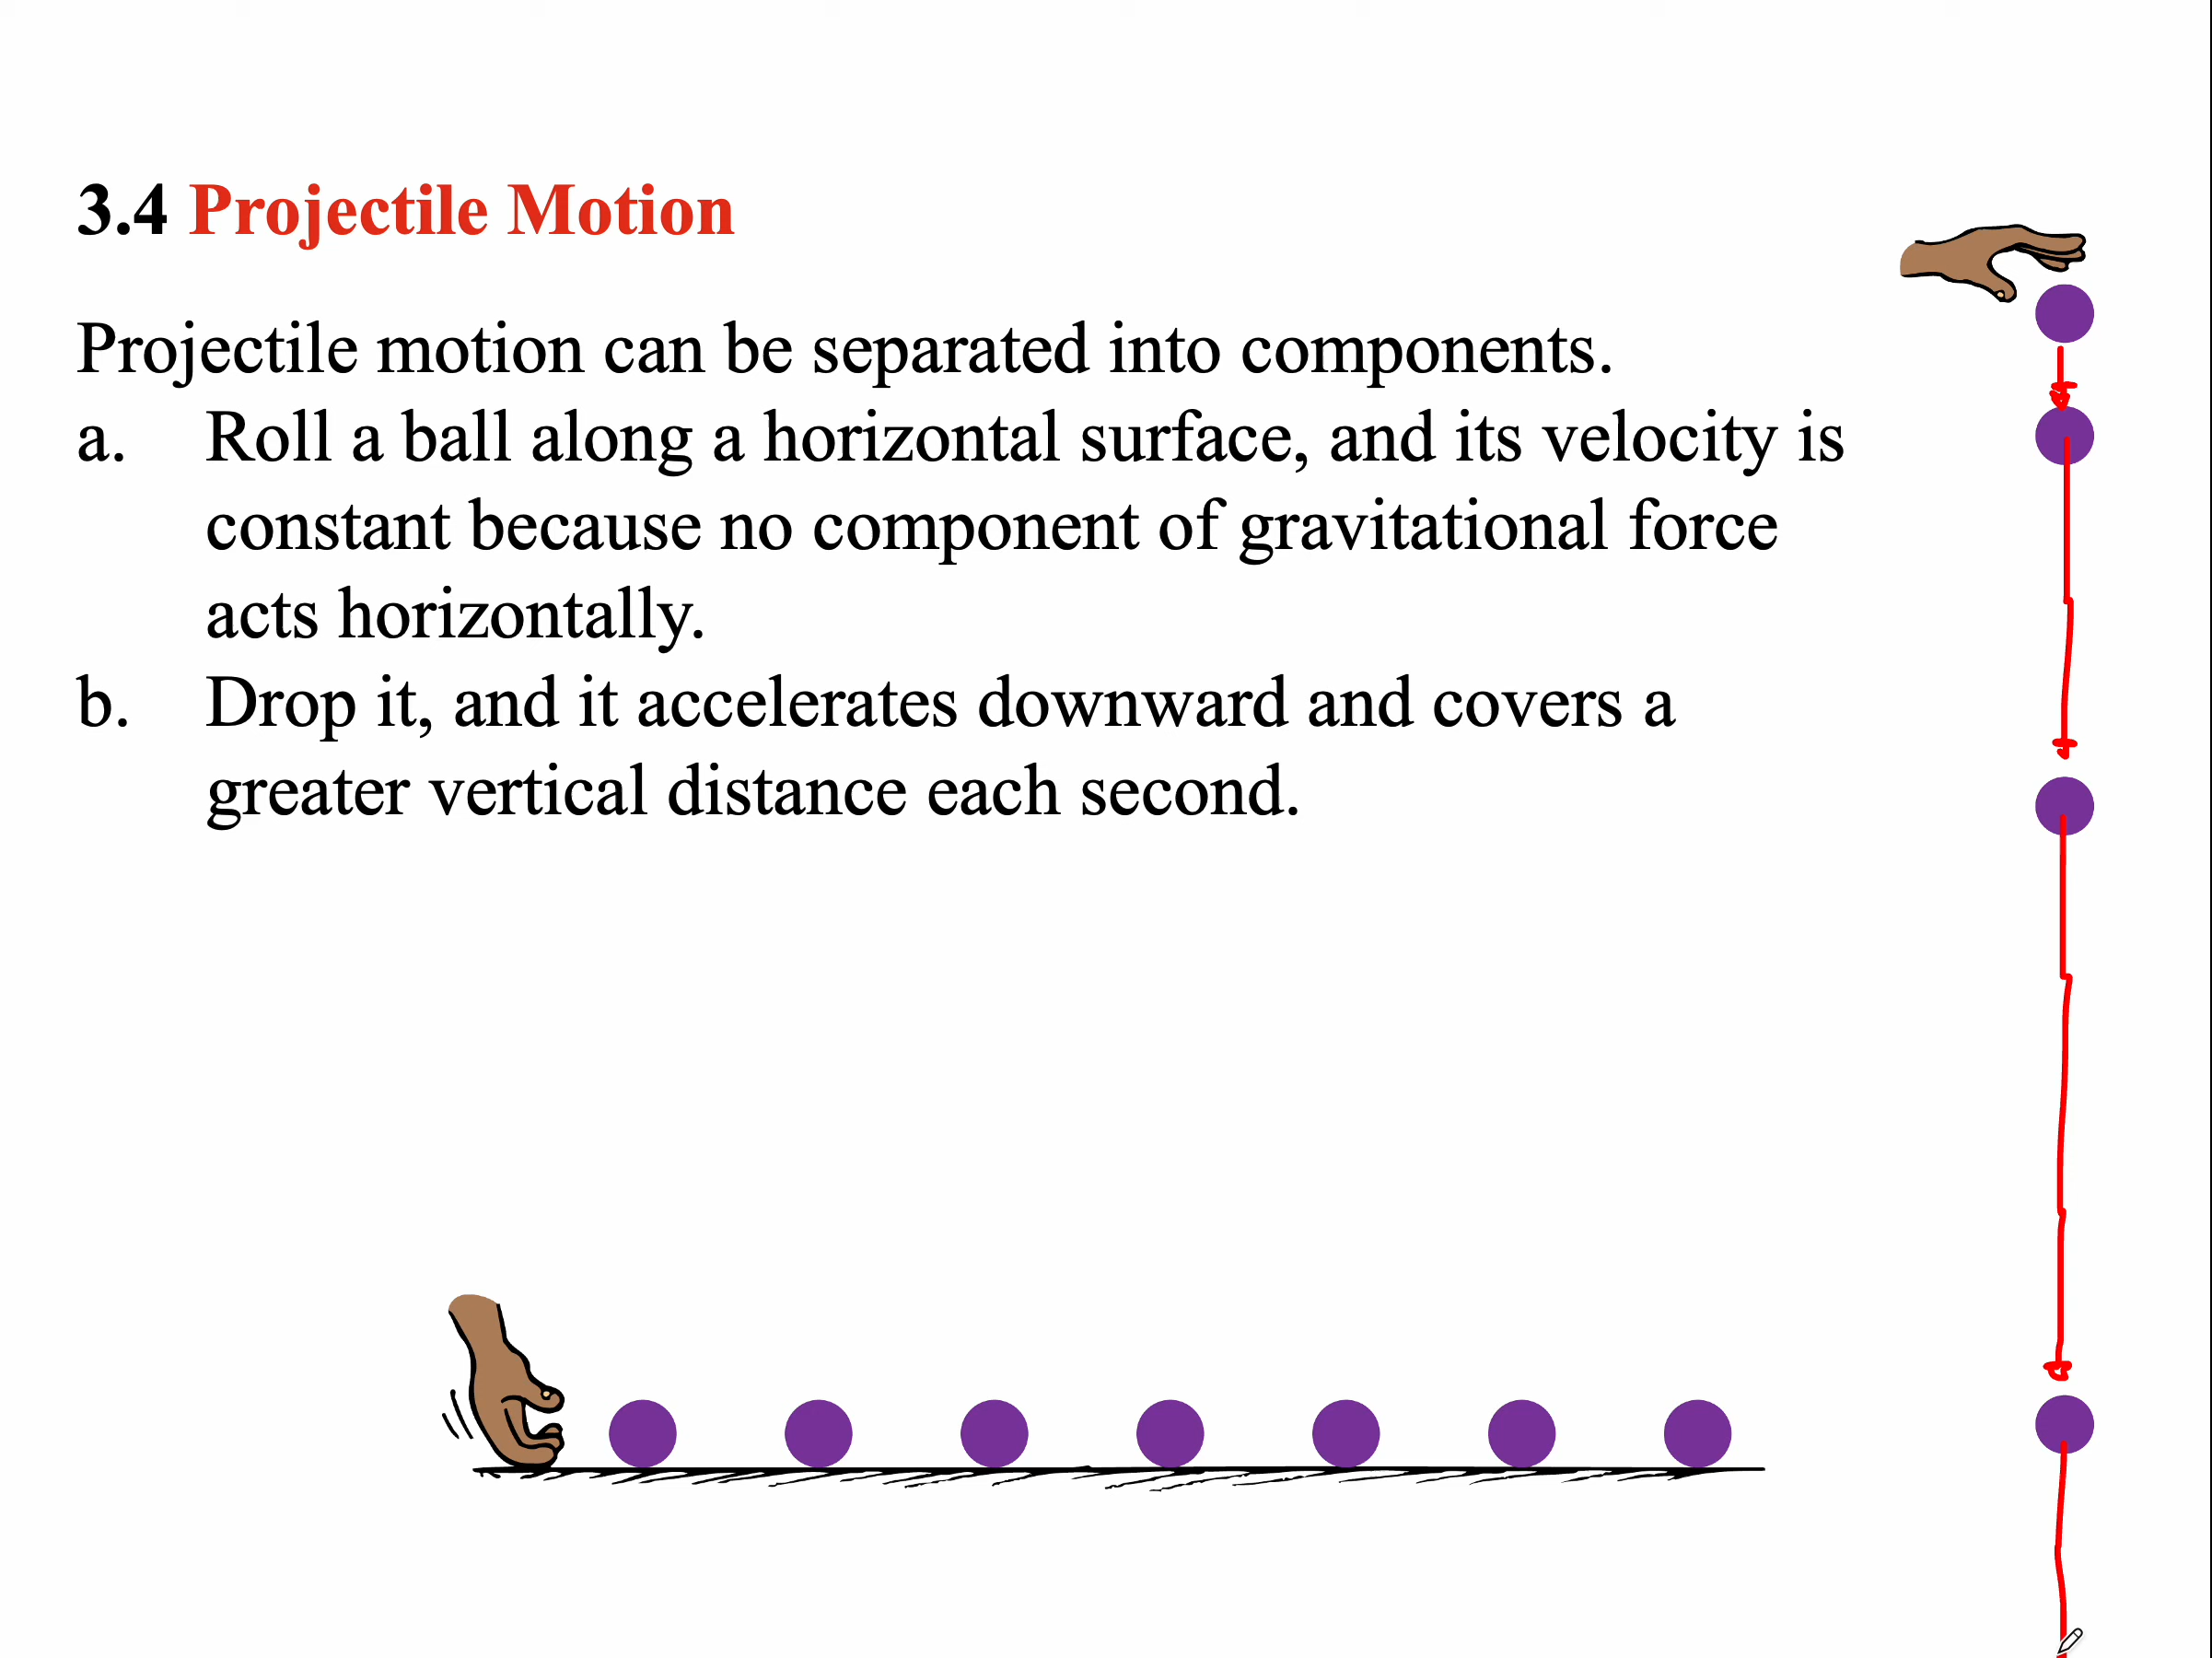 3.4 Projectile Motion
Projectile motion can be separated into components.
a. Roll a ball along a horizontal surface, and its velocity is
constant because no component of gravitational force
acts horizontally.
b. Drop it, and it accelerates downward and covers a
greater vertical distance each second.